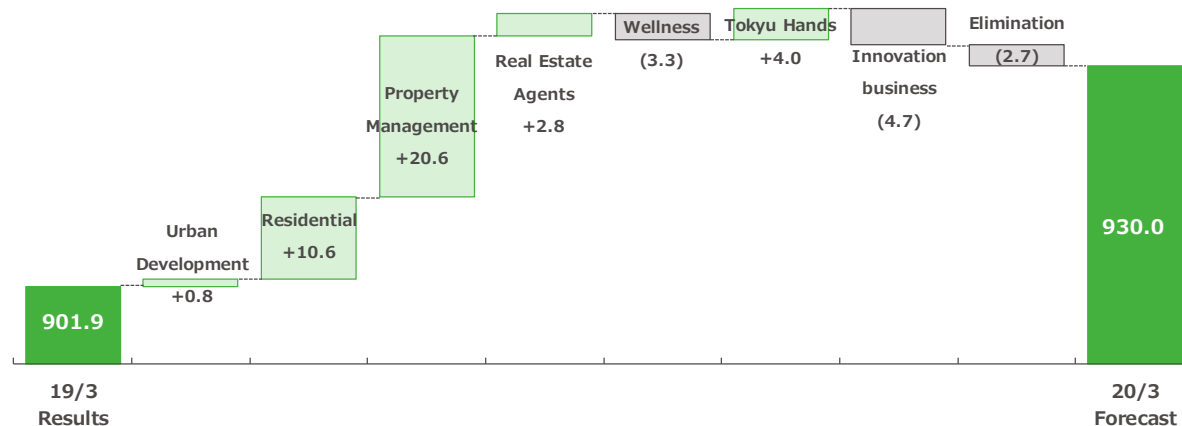 901.9
19/3
Results
Urban
Development
+0.8
Residential
+10.6
Property
Management
+20.6
Real Estate
Agents
+2.8
Wellness
(3.3)
Tokyu Hands
+4.0
Innovation
business
(4.7)
Elimination
(2.7)
930.0
20/3
Forecast